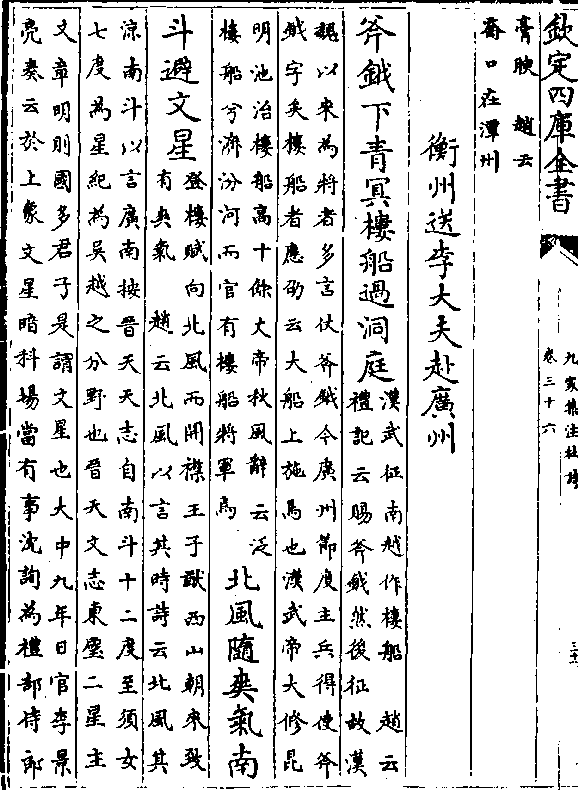 欽定四庫全書
九家集注杜詩
卷三十六
膏腴 趙云
喬口在潭州
衡州送李大夫赴廣州
斧鉞下青冥樓船過洞庭
漢武征南越作樓船 趙云
禮記云賜斧鉞然後征故漢
魏以來為將者多言仗斧鉞今廣州節度主兵得使斧
鉞字矣樓船者應劭云大船上施馬也漢武帝大修昆
明池治樓船高十餘丈帝秋風辭云泛
樓船兮濟汾河而官有樓船將軍焉
北風隨爽氣南
斗避文星
登樓賦向北風而開襟王子猷西山朝來致
有爽氣 趙云北風以言其時詩云北風其
涼南斗以言廣南按晉天天志自南斗十二度至須女
七度為星紀為吳越之分野也晉天文志東壁二星主
文章明則國多君子是謂文星也大中九年日官李景
亮奏云於上象文星暗科場當有事沈詢為禮部侍郎